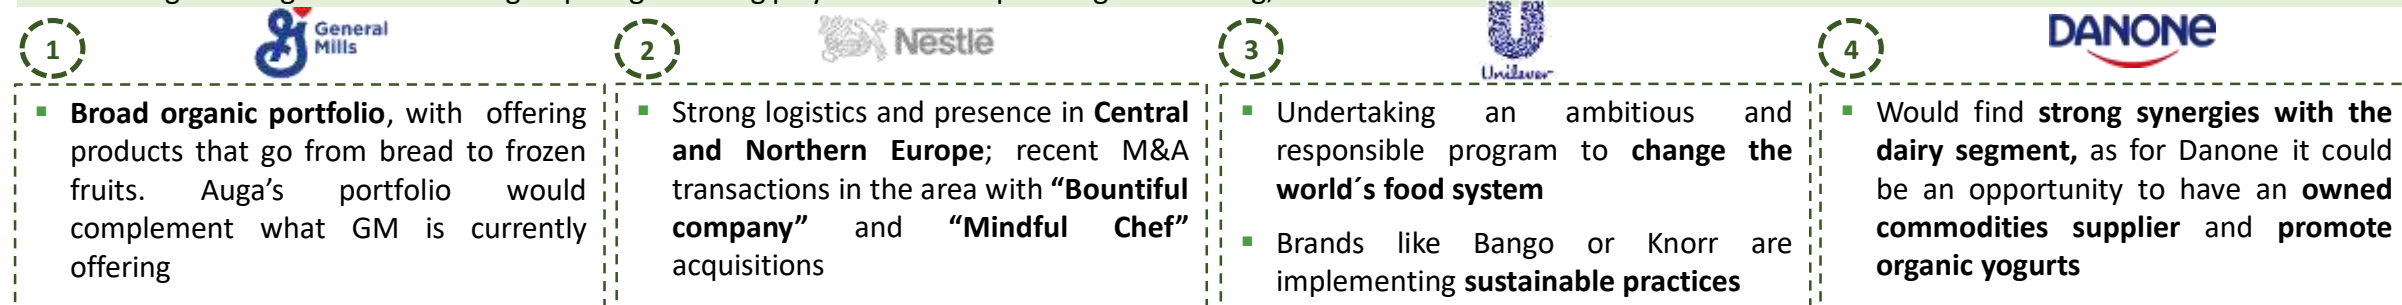 1
General
Mills
2
Nestlé
3
Unilever
4
DANONE
▪ Broad organic portfolio, with offering
products that go from bread to frozen
fruits. Auga’s portfolio would
complement what GM is currently
offering
▪ Strong logistics and presence in Central
and Northern Europe; recent M&A
transactions in the area with “Bountiful
company” and “Mindful Chef”
acquisitions
▪ Undertaking an ambitious and
responsible program to change the
world´s food system
▪ Brands like Bango or Knorr are
implementing sustainable practices
▪ Would find strong synergies with the
dairy segment, as for Danone it could
be an opportunity to have an owned
commodities supplier and promote
organic yogurts